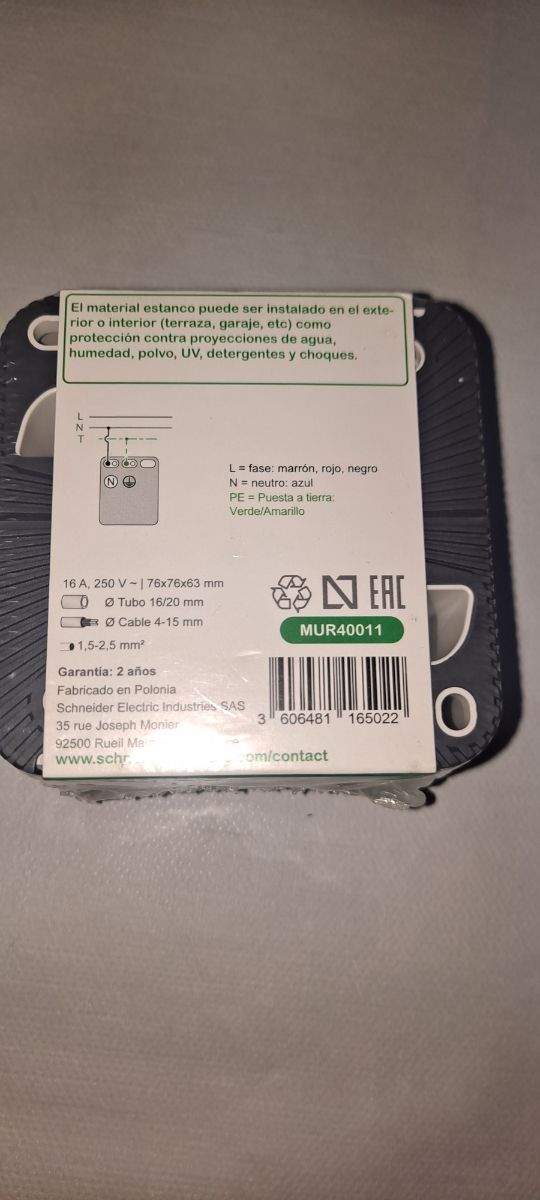 El material estanco puede ser instalado en el exte-
rior o interior (terraza, garaje, etc) como
protección contra proyecciones de agua,
humedad, polvo, UV, detergentes y choques.
L
N
T
N
L = fase: marrón, rojo, negro
N = neutro: azul
PE = Puesta a tierra:
Verde/Amarillo
16 A, 250 V ~ | 76x76x63 mm
Ø Tubo 16/20 mm
Ø Cable 4-15 mm
1,5-2,5 mm²
EAC
MUR40011
Garantía: 2 años
Fabricado en Polonia
Schneider Electric Industries SAS
35 rue Joseph Monier
92500 Rueil
3 606481 165022
om/contact